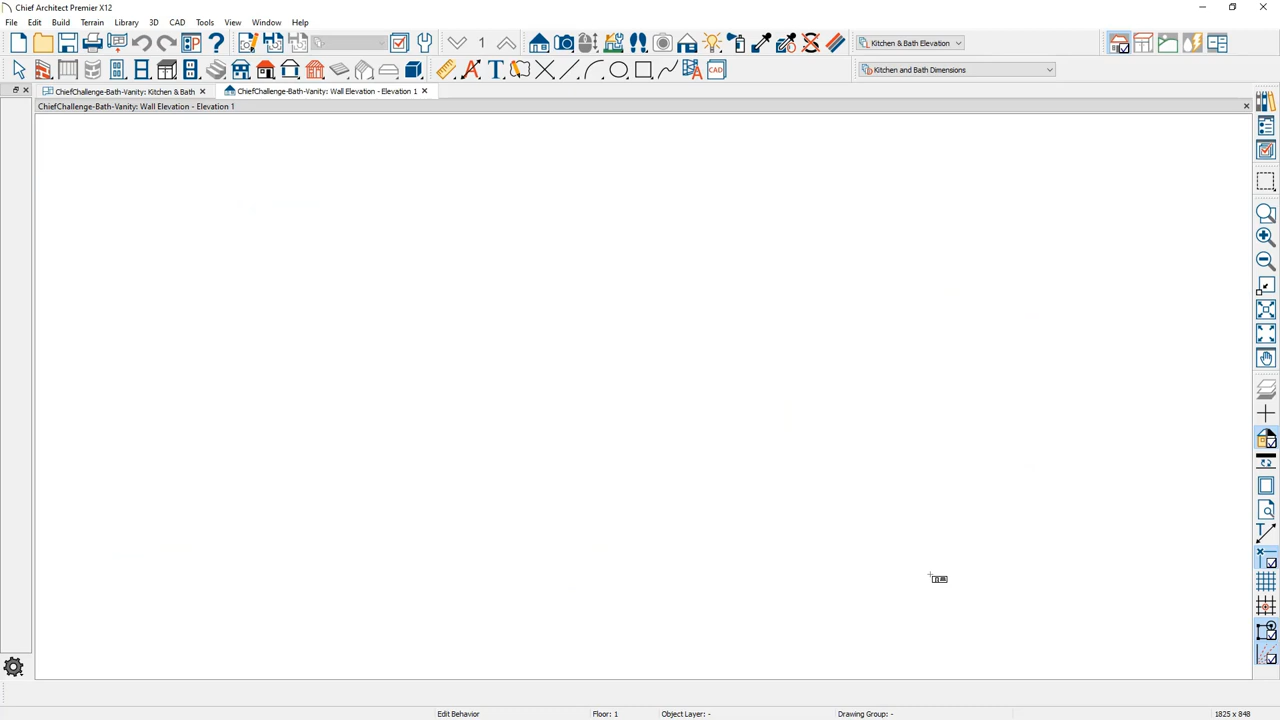 Chief Architect Premier X12
File Edit Build Terrain Library 3D CAD Tools View Window Help
1 Kitchen & Bath Elevation
T CAD Kitchen and Bath Dimensions
ChiefChallenge-Bath-Vanity: Kitchen & Bath ChiefChallenge-Bath-Vanity: Wall Elevation - Elevation 1
ChiefChallenge-Bath-Vanity: Wall Elevation - Elevation 1
Edit Behavior Floor: 1 Object Layer: - Drawing Group: - 1825 x 848